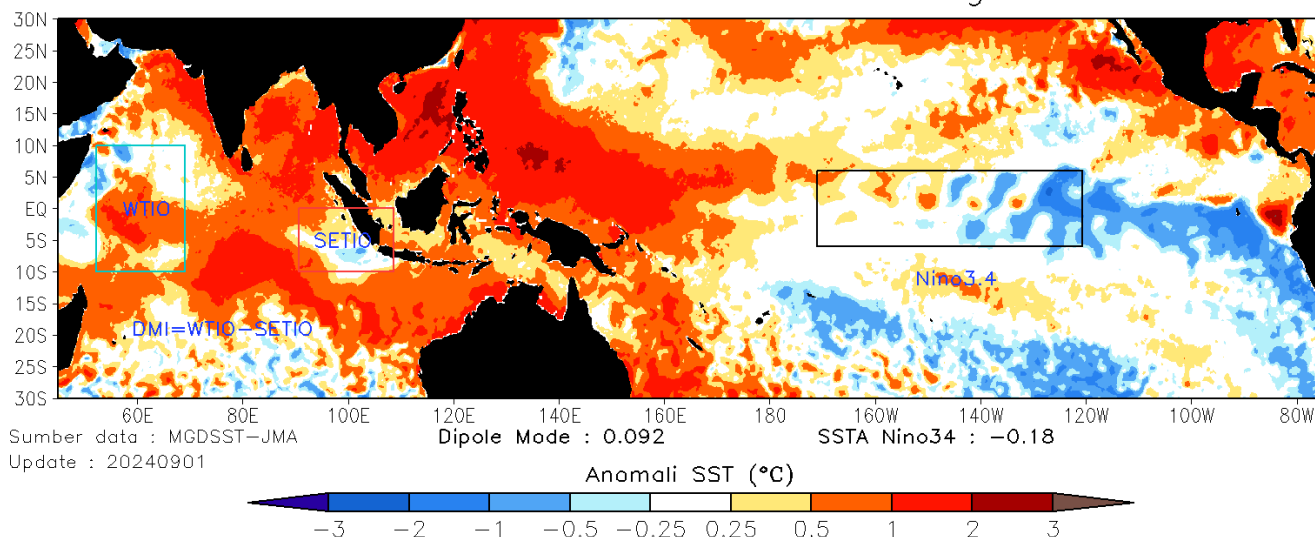 30N
25N
20N
15N
10N
5N
EQ
5S
10S
15S
20S
25S
30S
WTIO
SETIO
Nino3.4
DMI=WTIO-SETIO
60E 80E 100E 120E 140E 160E 180 160W 140W 120W 100W 80W
Sumber data : MGDSST-JMA
Dipole Mode : 0.092
SSTA Nino34 : -0.18
Update : 20240901
Anomali SST (°C)
-3 -2 -1 -0.5 -0.25 0.25 0.5 1 2 3